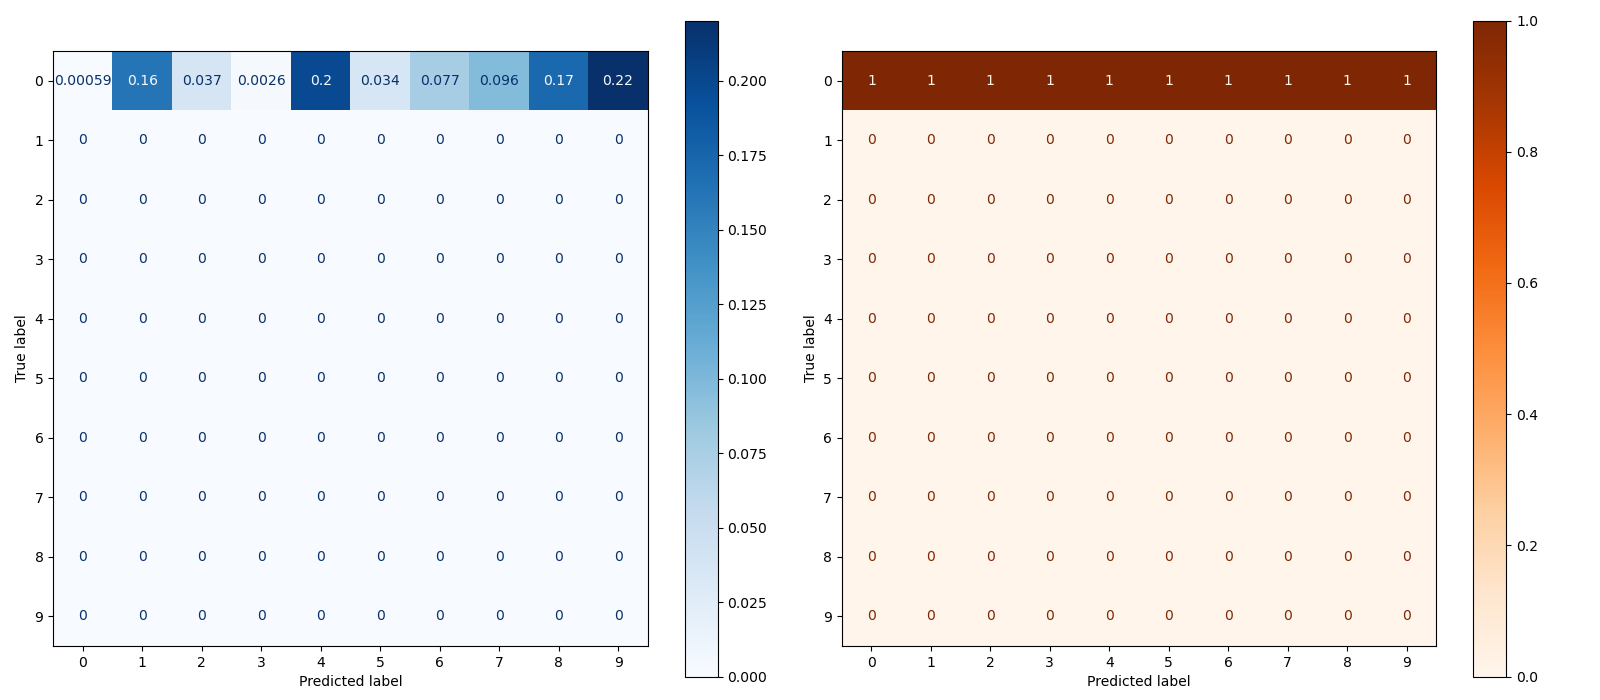 0 0.00059 0.16 0.037 0.0026 0.2 0.034 0.077 0.096 0.17 0.22
1 0 0 0 0 0 0 0 0 0 0
2 0 0 0 0 0 0 0 0 0 0
3 0 0 0 0 0 0 0 0 0 0
4 0 0 0 0 0 0 0 0 0 0
5 0 0 0 0 0 0 0 0 0 0
6 0 0 0 0 0 0 0 0 0 0
7 0 0 0 0 0 0 0 0 0 0
8 0 0 0 0 0 0 0 0 0 0
9 0 0 0 0 0 0 0 0 0 0
0 1 2 3 4 5 6 7 8 9
True label
Predicted label
0.200
0.175
0.150
0.125
0.100
0.075
0.050
0.025
0.000
0 1 1 1 1 1 1 1 1 1 1
1 0 0 0 0 0 0 0 0 0 0
2 0 0 0 0 0 0 0 0 0 0
3 0 0 0 0 0 0 0 0 0 0
4 0 0 0 0 0 0 0 0 0 0
5 0 0 0 0 0 0 0 0 0 0
6 0 0 0 0 0 0 0 0 0 0
7 0 0 0 0 0 0 0 0 0 0
8 0 0 0 0 0 0 0 0 0 0
9 0 0 0 0 0 0 0 0 0 0
0 1 2 3 4 5 6 7 8 9
True label
Predicted label
1.0
0.8
0.6
0.4
0.2
0.0